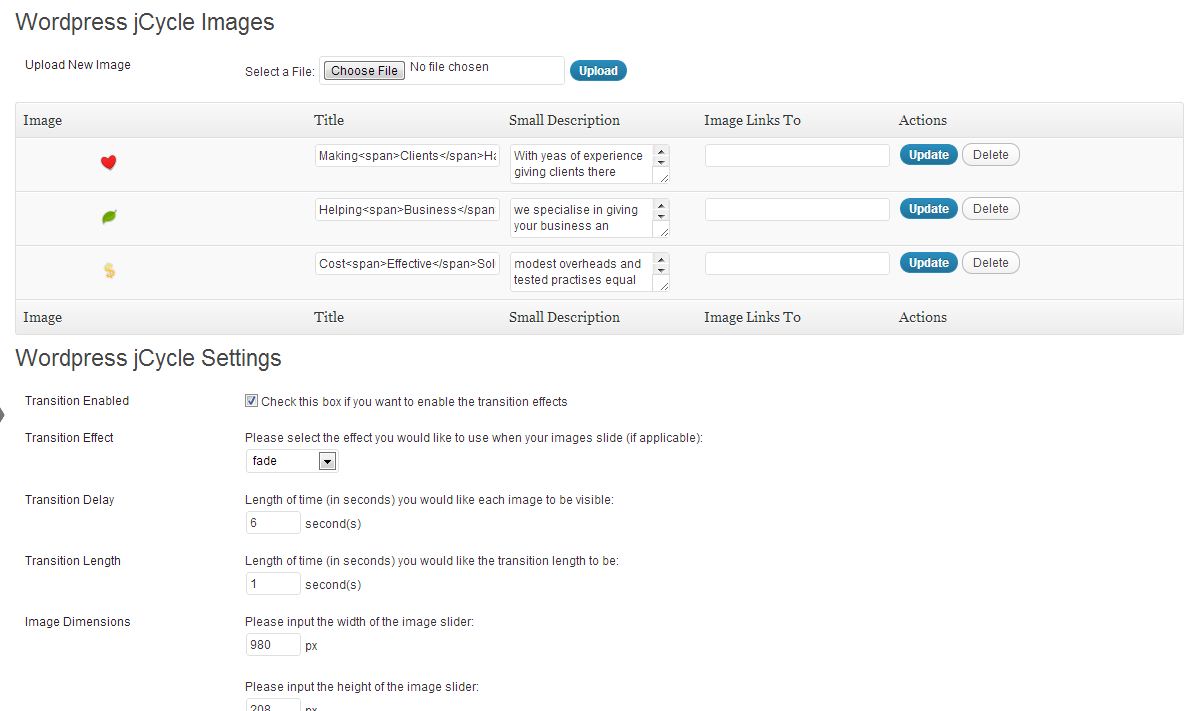 Wordpress jCycle Images
Upload New Image
Select a File: Choose File No file chosen Upload
Image Title Small Description Image Links To Actions
Making<span>Clients</span>Ha With yeas of experience giving clients there Update Delete
Helping<span>Business</span we specialise in giving your business an Update Delete
Cost<span>Effective</span>Sol modest overheads and tested practises equal Update Delete
Image Title Small Description Image Links To Actions
Wordpress jCycle Settings
Transition Enabled Check this box if you want to enable the transition effects
Transition Effect Please select the effect you would like to use when your images slide (if applicable):
fade
Transition Delay Length of time (in seconds) you would like each image to be visible:
6 second(s)
Transition Length Length of time (in seconds) you would like the transition length to be:
1 second(s)
Image Dimensions Please input the width of the image slider:
980 px
Please input the height of the image slider:
208 px